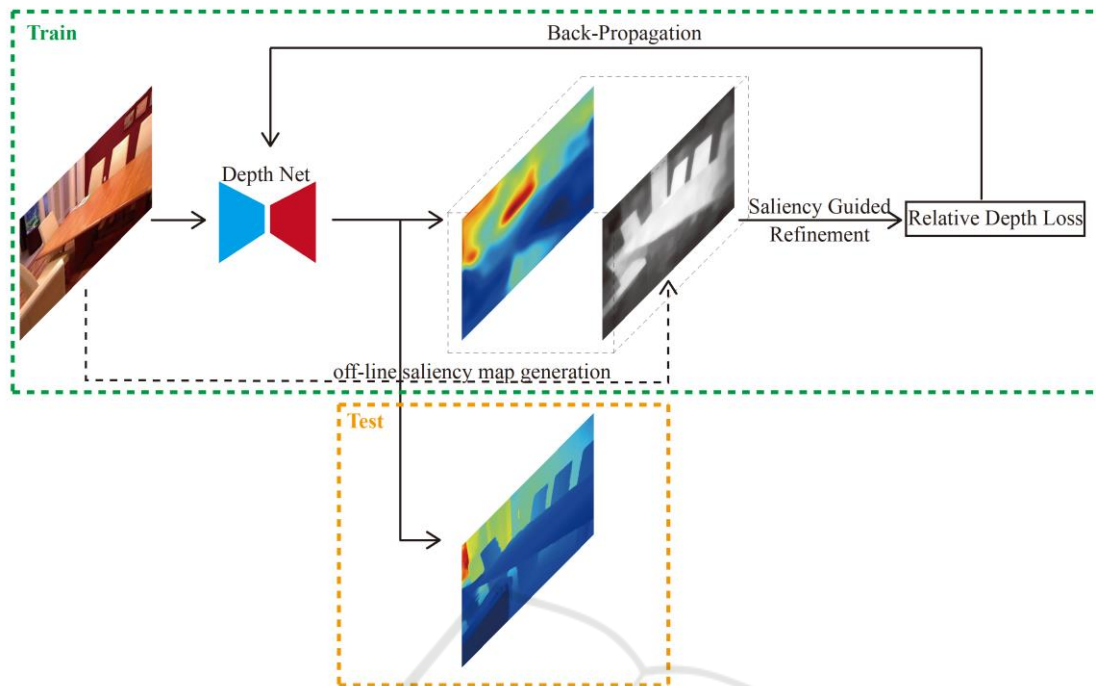 Train
Back-Propagation
Depth Net
Saliency Guided
Refinement
Relative Depth Loss
off-line saliency map generation
Test